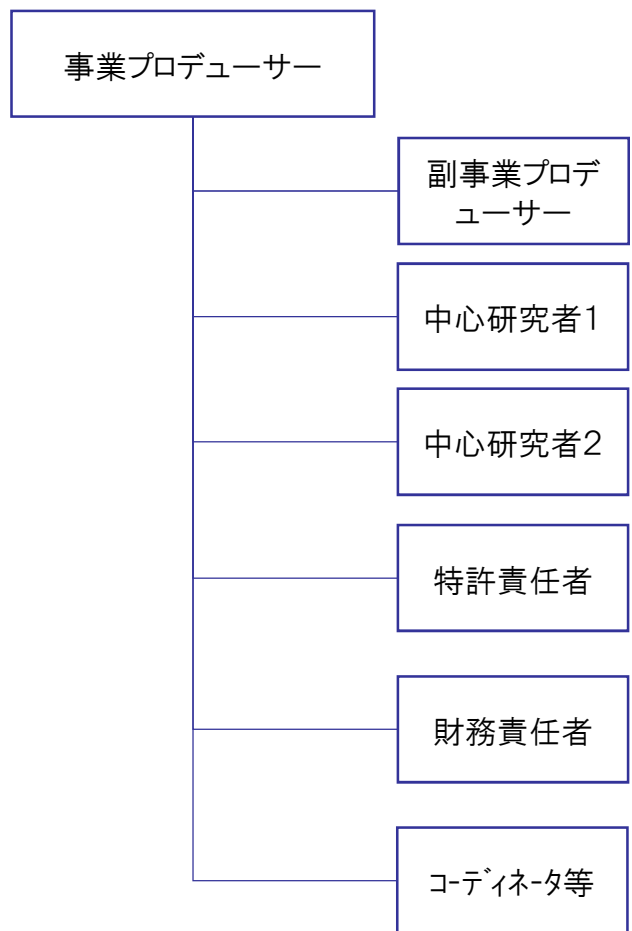 事業プロデューサー
副事業プロデ
ューサー
中心研究者1
中心研究者2
特許責任者
財務責任者
ｺｰﾃﾞｨﾈｰﾀ等